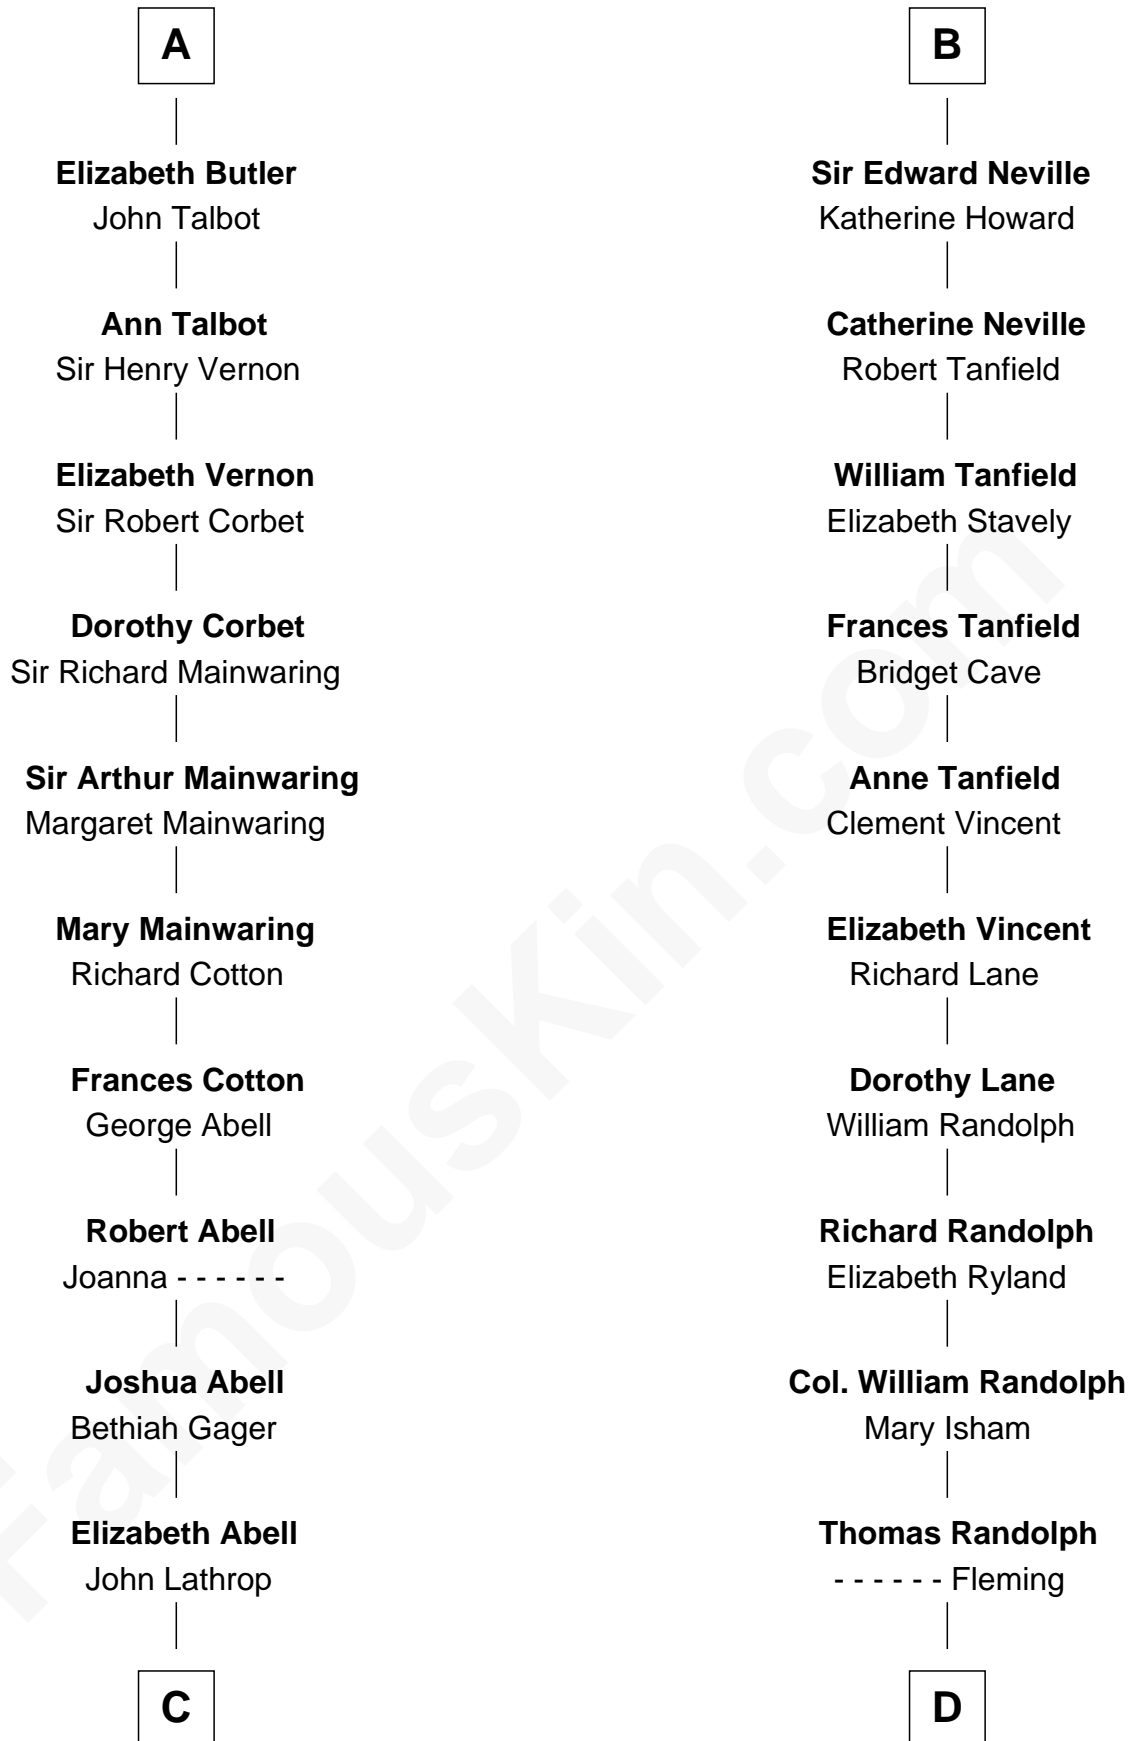 A
Elizabeth Butler
John Talbot
Ann Talbot
Sir Henry Vernon
Elizabeth Vernon
Sir Robert Corbet
Dorothy Corbet
Sir Richard Mainwaring
Sir Arthur Mainwaring
Margaret Mainwaring
Mary Mainwaring
Richard Cotton
Frances Cotton
George Abell
Robert Abell
Joanna - - - - - -
Joshua Abell
Bethiah Gager
Elizabeth Abell
John Lathrop
C
B
Sir Edward Neville
Katherine Howard
Catherine Neville
Robert Tanfield
William Tanfield
Elizabeth Stavely
Frances Tanfield
Bridget Cave
Anne Tanfield
Clement Vincent
Elizabeth Vincent
Richard Lane
Dorothy Lane
William Randolph
Richard Randolph
Elizabeth Ryland
Col. William Randolph
Mary Isham
Thomas Randolph
- - - - - - Fleming
D
FamousKin.com